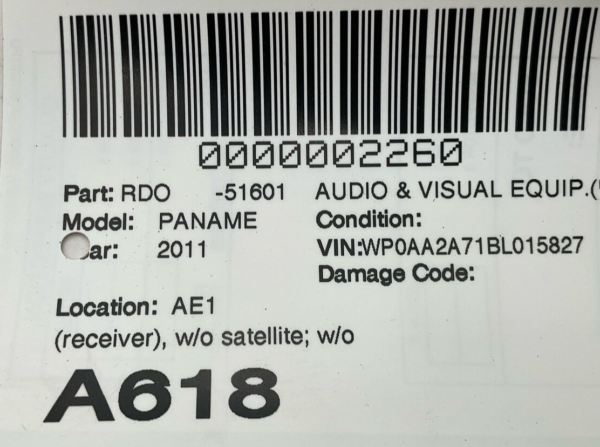 0000002260
Part: RDO -51601 AUDIO & VISUAL EQUIP.(
Model: PANAME Condition:
ar: 2011 VIN:WP0AA2A71BL015827
Damage Code:
Location: AE1
(receiver), w/o satellite; w/o
A618